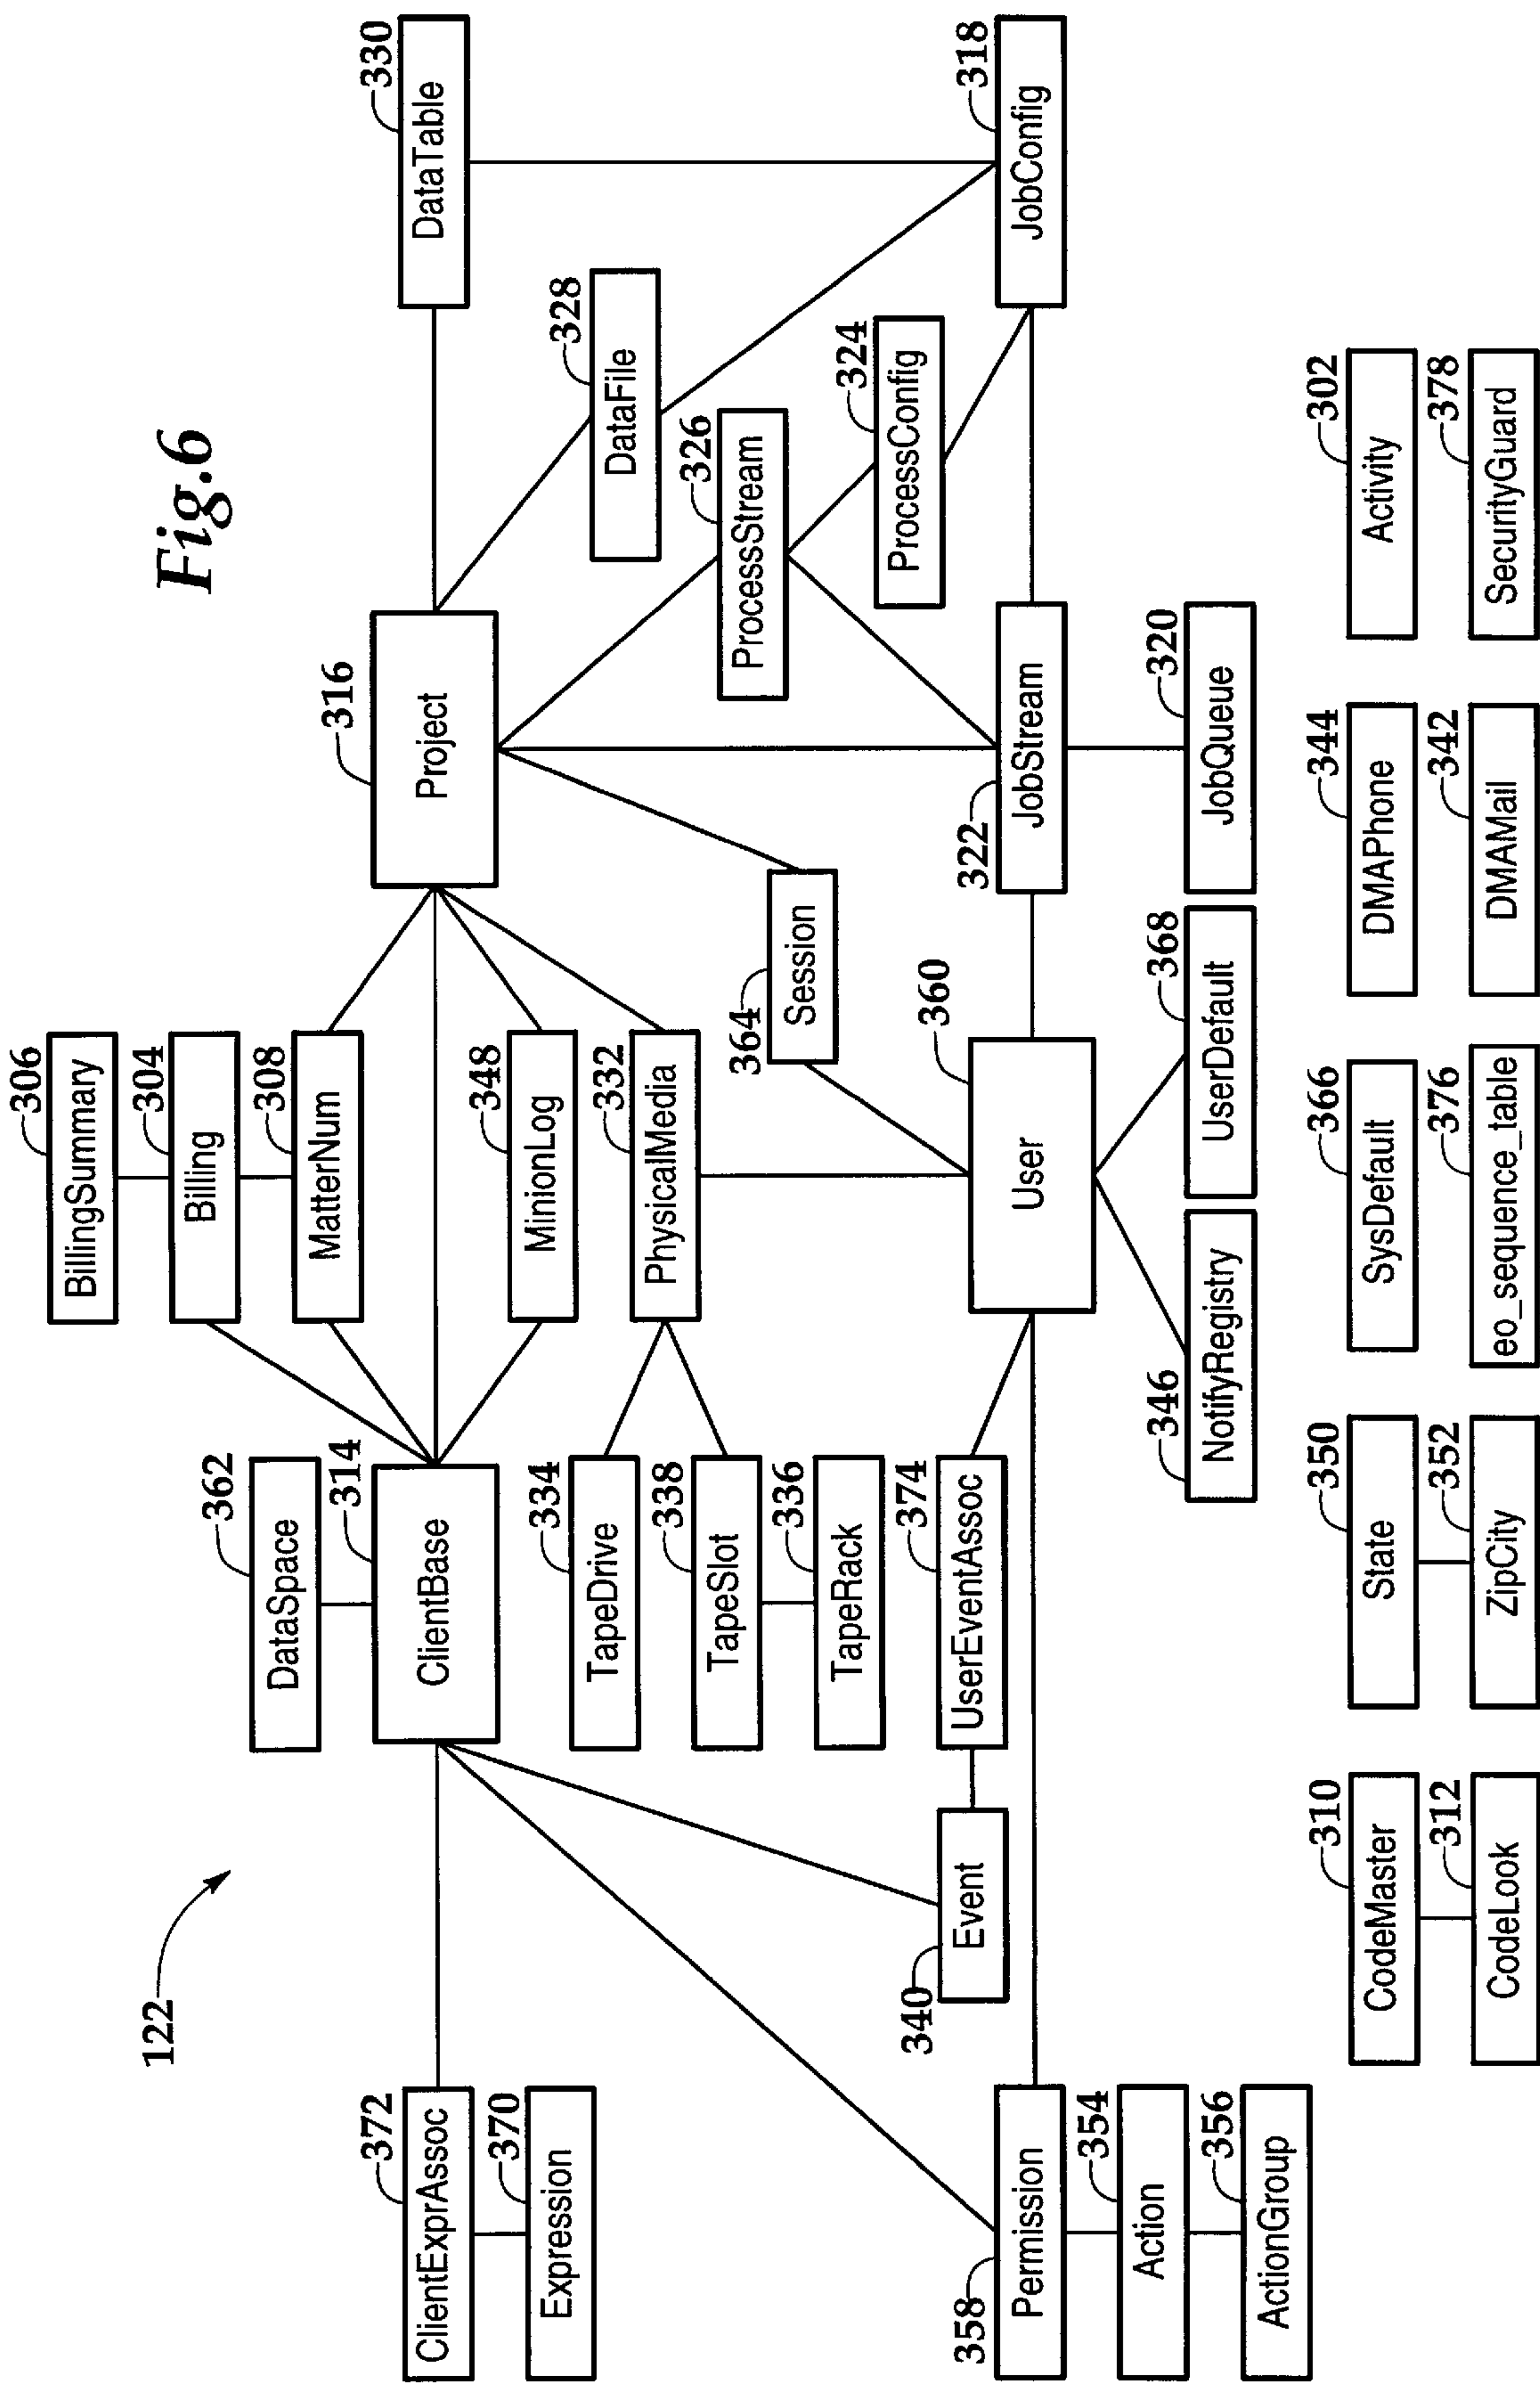 Fig.6
122
306
BillingSummary
304
Billing
308
MatterNum
348
MinionLog
332
PhysicalMedia
362
DataSpace
314
ClientBase
316
Project
330
DataTable
328
DataFile
326
ProcessStream
324
ProcessConfig
318
JobConfig
372
ClientExprAssoc
370
Expression
334
TapeDrive
338
TapeSlot
336
TapeRack
374
UserEventAssoc
340
Event
364
Session
360
User
322
JobStream
320
JobQueue
368
UserDefault
346
NotifyRegistry
358
Permission
354
Action
356
ActionGroup
310
CodeMaster
312
CodeLook
350
State
352
ZipCity
366
SysDefault
376
eo_sequence_table
344
DMAPhone
342
DMAMail
302
Activity
378
SecurityGuard